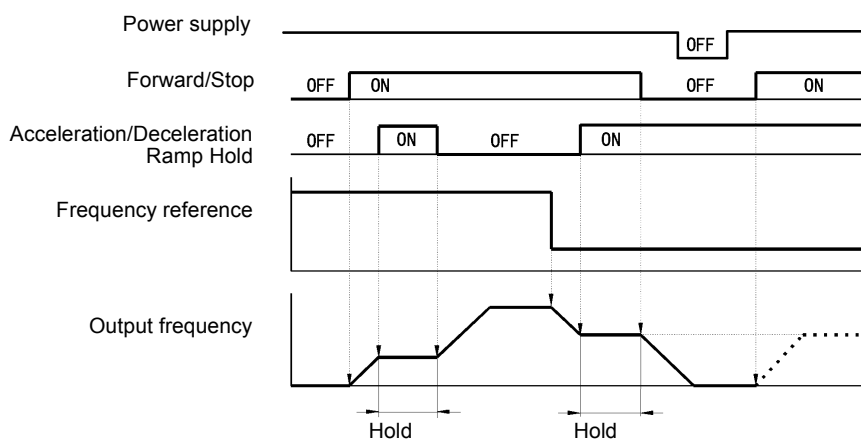 Power supply
OFF
Forward/Stop
OFF ON OFF ON
Acceleration/Deceleration
Ramp Hold
OFF ON OFF ON
Frequency reference
Output frequency
Hold Hold